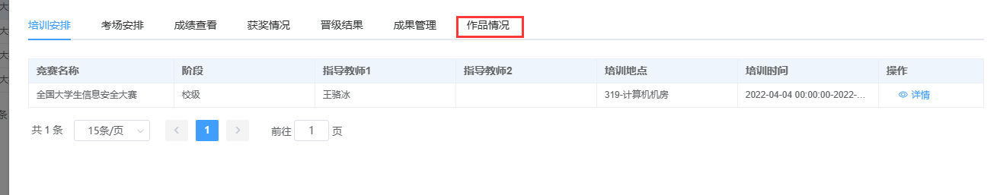 培训安排 考场安排 成绩查看 获奖情况 晋级结果 成果管理 作品情况
竞赛名称 阶段 指导教师1 指导教师2 培训地点 培训时间 操作
全国大学生信息安全大赛 校级 王骆冰 319-计算机机房 2022-04-04 00:00:00-2022-... 详情
共 1 条 15条/页 1 前往 1 页
大
大
大
大
条